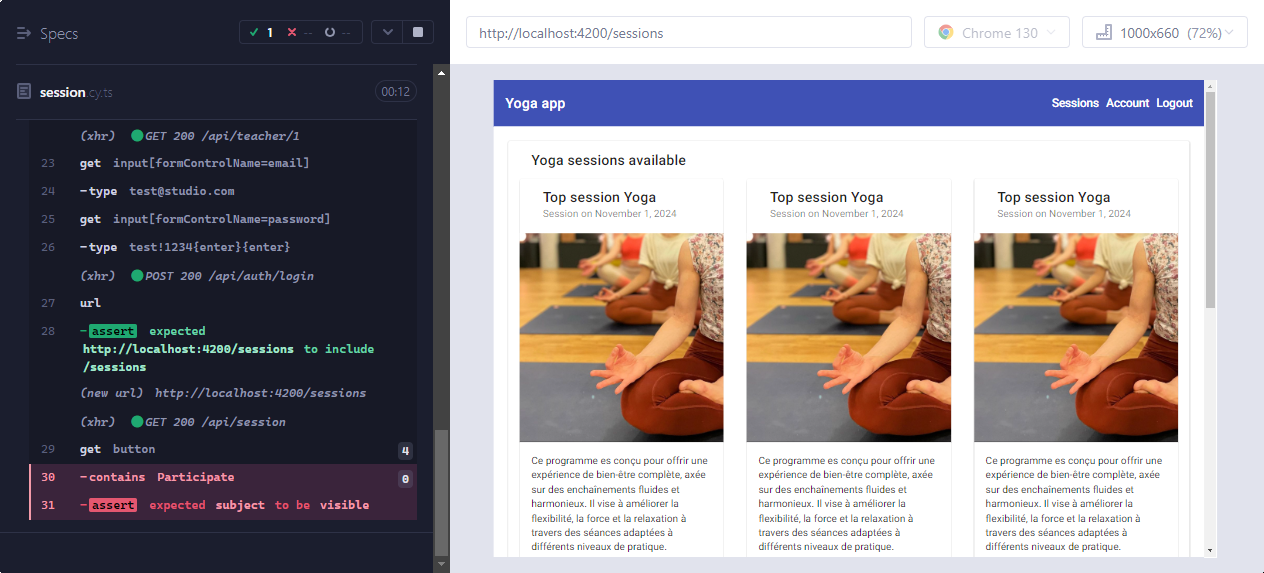 Specs
1
--
--
session.cy.ts
00:12
(xhr) GET 200 /api/teacher/1
23 get input[formControlName=email]
24 -type test@studio.com
25 get input[formControlName=password]
26 -type test!1234{enter}{enter}
(xhr) POST 200 /api/auth/login
27 url
28 -assert expected
http://localhost:4200/sessions to include
/sessions
(new url) http://localhost:4200/sessions
(xhr) GET 200 /api/session
29 get button 4
30 -contains Participate 0
31 -assert expected subject to be visible
http://localhost:4200/sessions
Chrome 130
1000x660 (72%)
Yoga app
Sessions Account Logout
Yoga sessions available
Top session Yoga
Session on November 1, 2024
Ce programme es conçu pour offrir une
expérience de bien-être complète, axée
sur des enchaînements fluides et
harmonieux. Il vise à améliorer la
flexibilité, la force et la relaxation à
travers des séances adaptées à
différents niveaux de pratique.
Top session Yoga
Session on November 1, 2024
Ce programme es conçu pour offrir une
expérience de bien-être complète, axée
sur des enchaînements fluides et
harmonieux. Il vise à améliorer la
flexibilité, la force et la relaxation à
travers des séances adaptées à
différents niveaux de pratique.
Top session Yoga
Session on November 1, 2024
Ce programme es conçu pour offrir une
expérience de bien-être complète, axée
sur des enchaînements fluides et
harmonieux. Il vise à améliorer la
flexibilité, la force et la relaxation à
travers des séances adaptées à
différents niveaux de pratique.